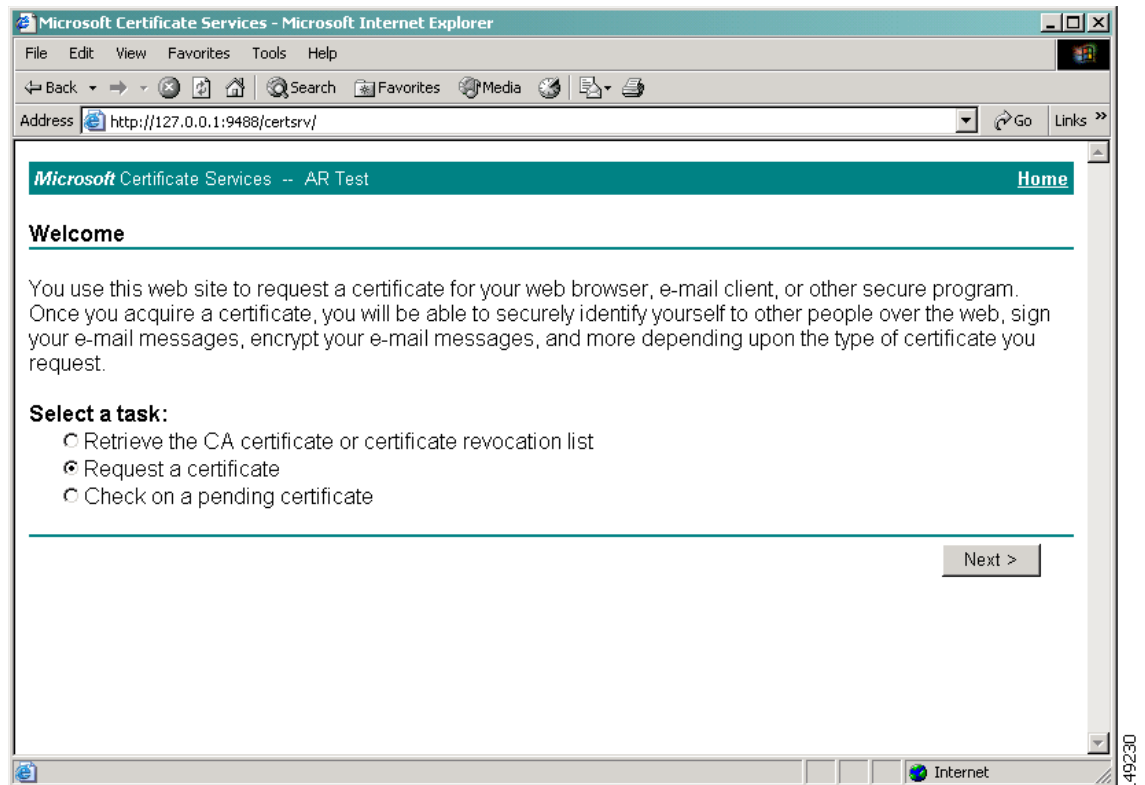 Microsoft Certificate Services - Microsoft Internet Explorer
File Edit View Favorites Tools Help
Back Search Favorites Media
Address http://127.0.0.1:9488/certsrv/ Go Links »
Microsoft Certificate Services -- AR Test Home
Welcome
You use this web site to request a certificate for your web browser, e-mail client, or other secure program.
Once you acquire a certificate, you will be able to securely identify yourself to other people over the web, sign
your e-mail messages, encrypt your e-mail messages, and more depending upon the type of certificate you
request.
Select a task:
Retrieve the CA certificate or certificate revocation list
Request a certificate
Check on a pending certificate
Next >
Internet
49230